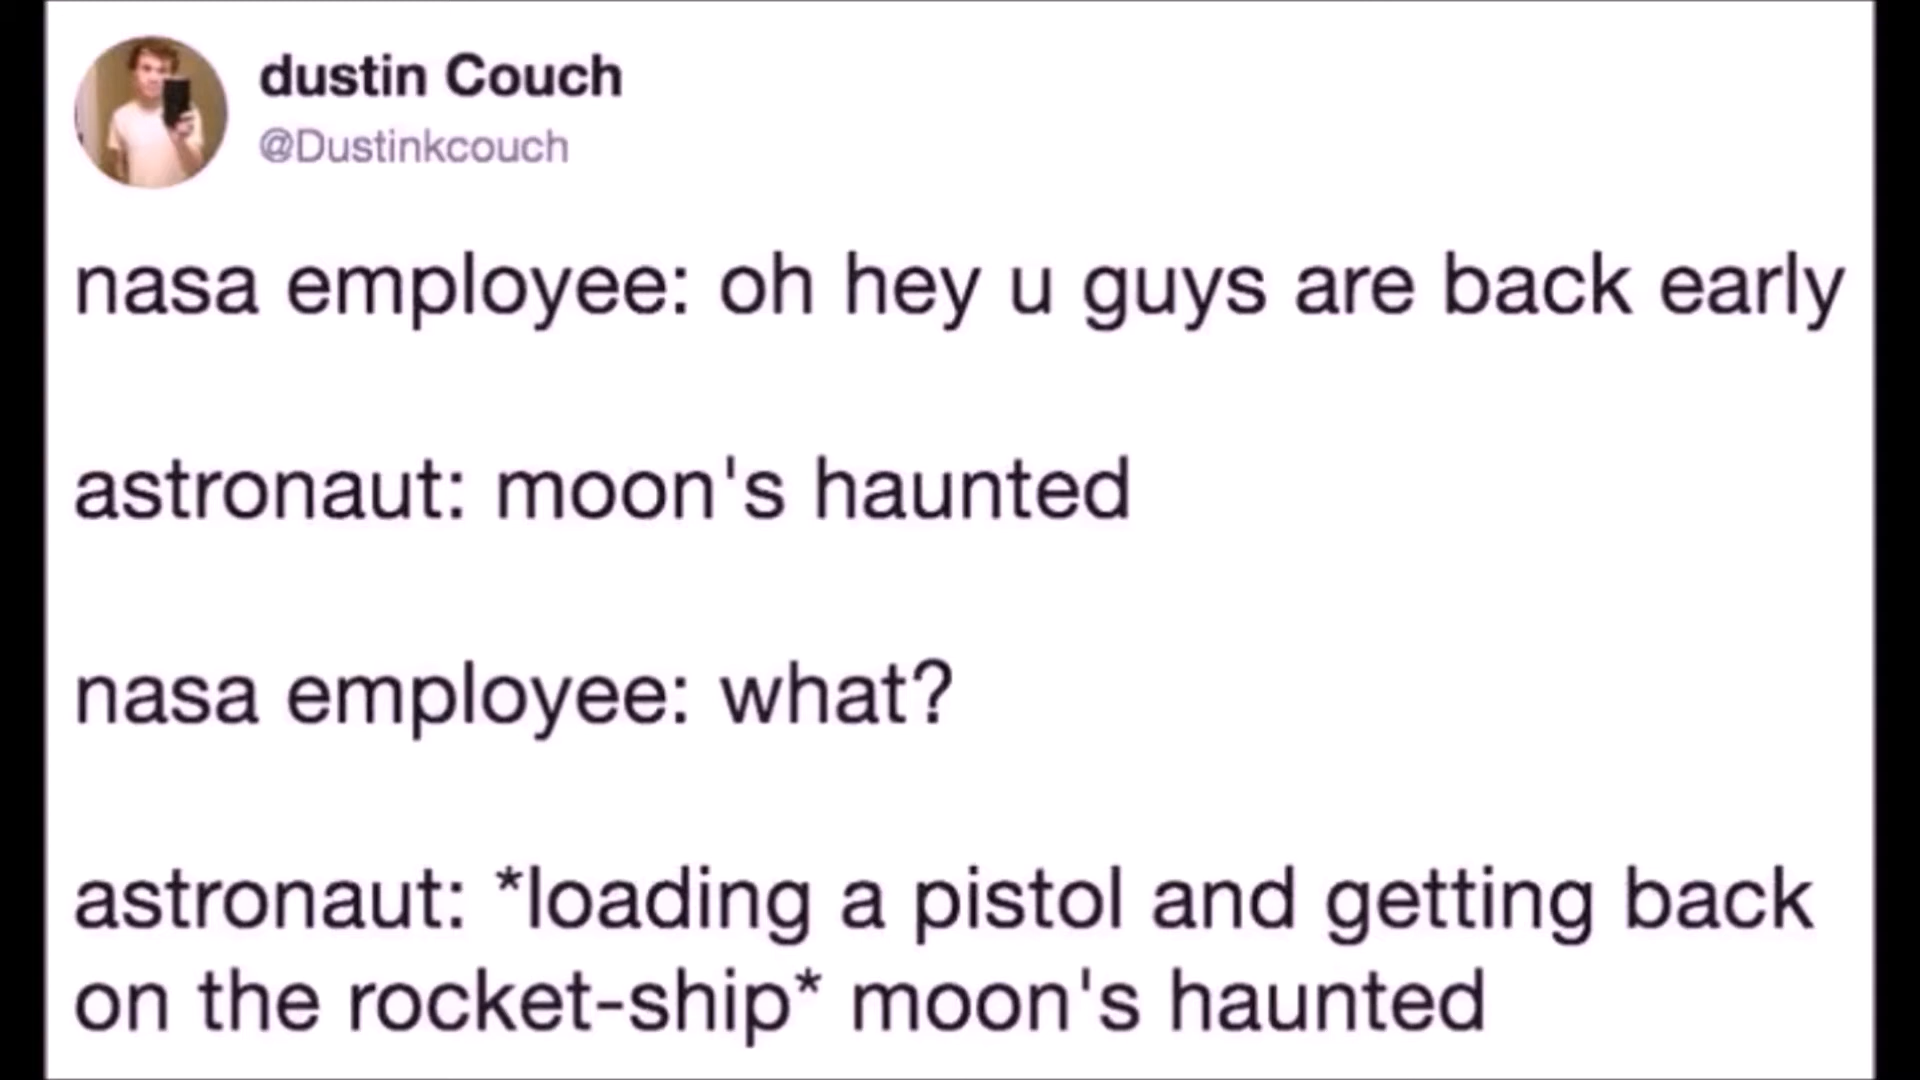 dustin Couch
@Dustinkcouch
nasa employee: oh hey u guys are back early
astronaut: moon's haunted
nasa employee: what?
astronaut: *loading a pistol and getting back
on the rocket-ship* moon's haunted